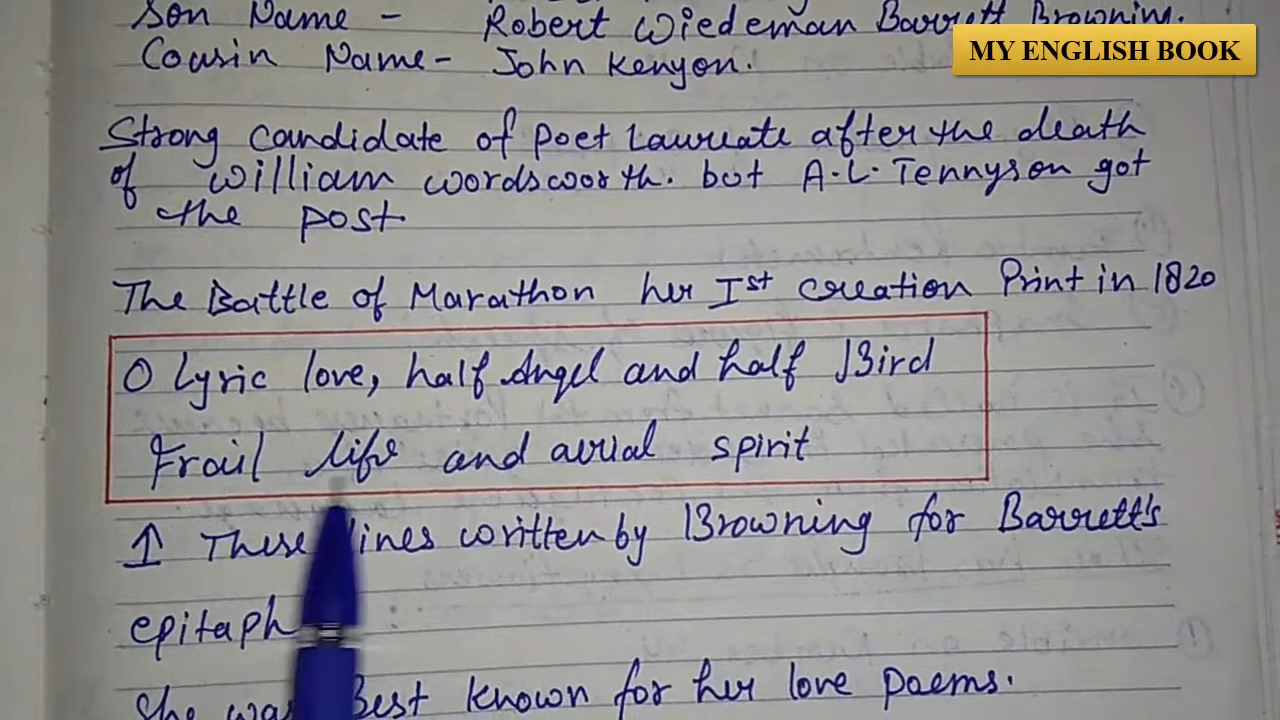 Son Name - Robert Wiedeman Barrett Browning.
MY ENGLISH BOOK
Cousin Name - John Kenyon.
Strong candidate of Poet Laureate after the death
of William wordsworth. but A.L. Tennyson got
the post.
The Battle of Marathon her Ist creation Print in 1820
O Lyric love, half Angel and half Bird
Frail life and aerial spirit
↑ These lines written by Browning for Barrett's
epitaph :
She was Best known for her love poems.